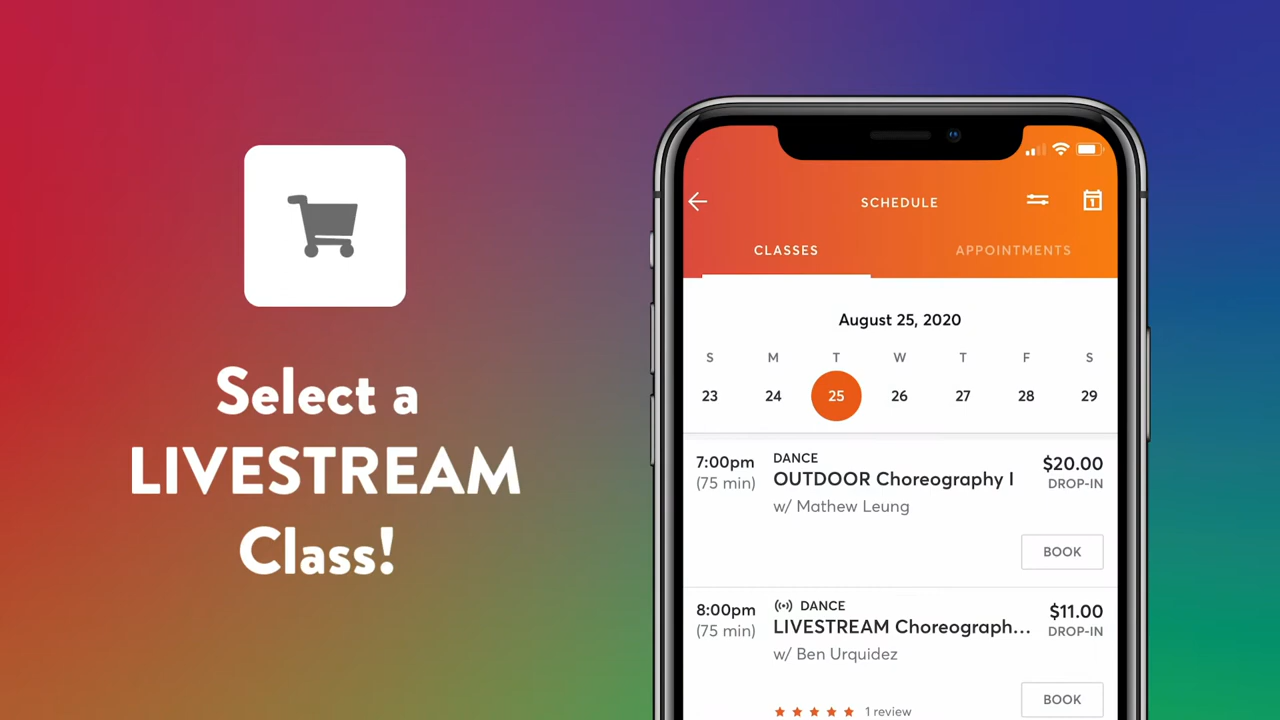 Select a
LIVESTREAM
Class!
SCHEDULE
1
CLASSES APPOINTMENTS
August 25, 2020
S M T W T F S
23 24 25 26 27 28 29
7:00pm DANCE $20.00
(75 min) OUTDOOR Choreography I DROP-IN
w/ Mathew Leung
BOOK
8:00pm DANCE $11.00
(75 min) LIVESTREAM Choreograph... DROP-IN
w/ Ben Urquidez
BOOK
1 review